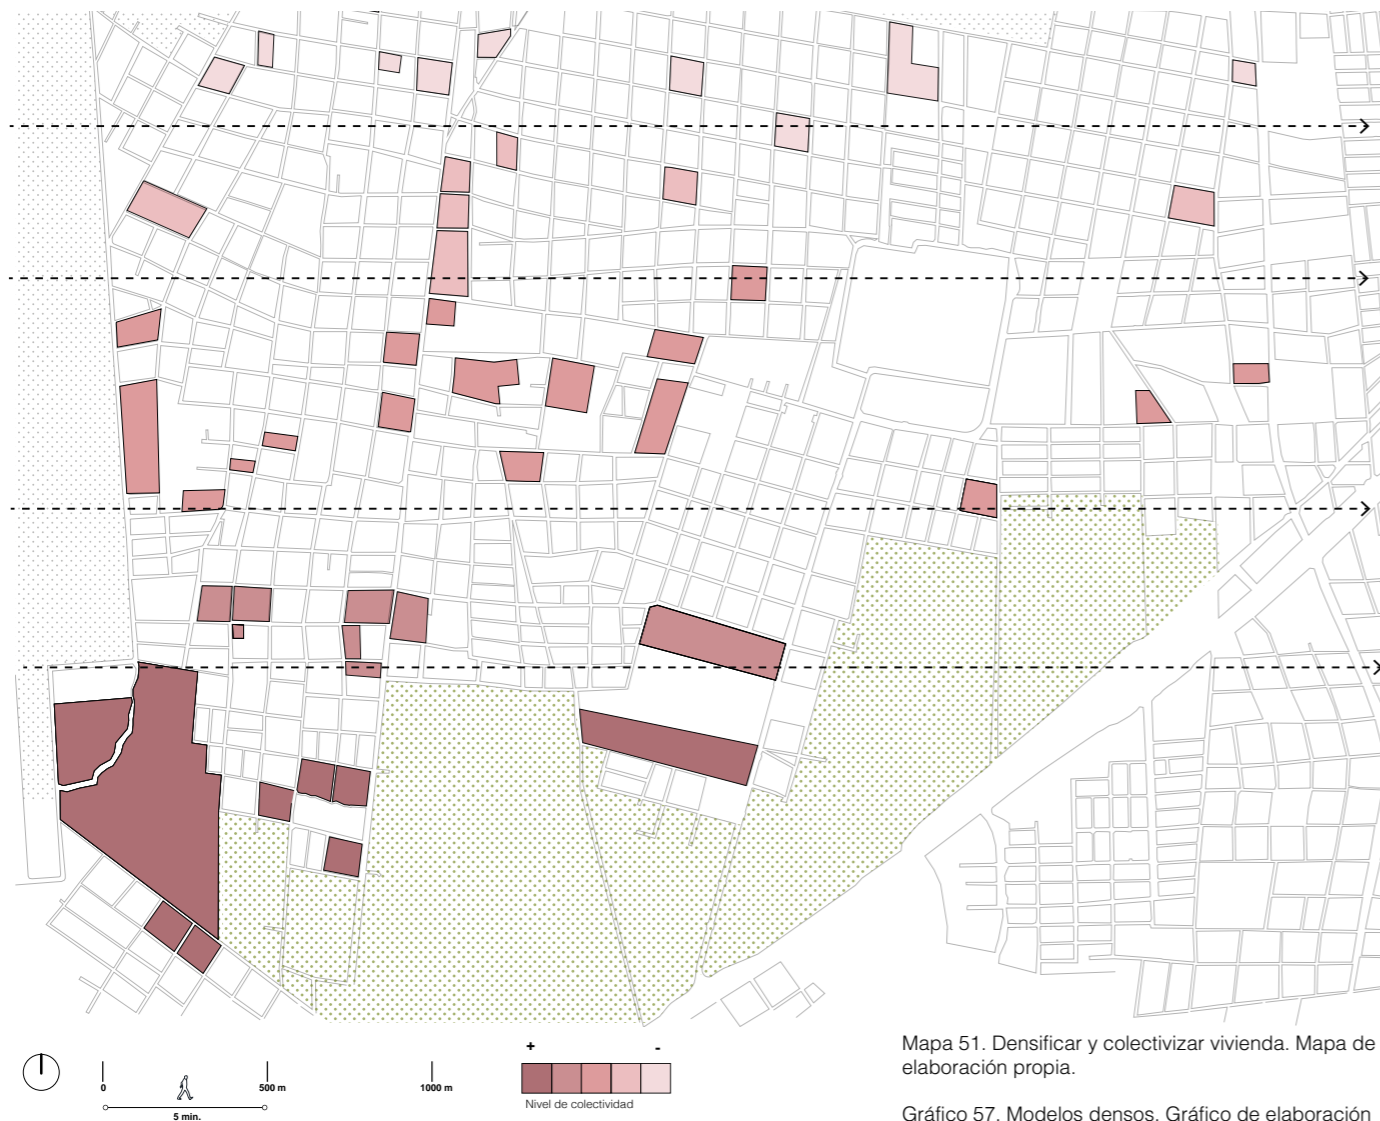 + -
0 500 m 1000 m
Nivel de colectividad
5 min.
Mapa 51. Densificar y colectivizar vivienda. Mapa de
elaboración propia.
Gráfico 57. Modelos densos. Gráfico de elaboración